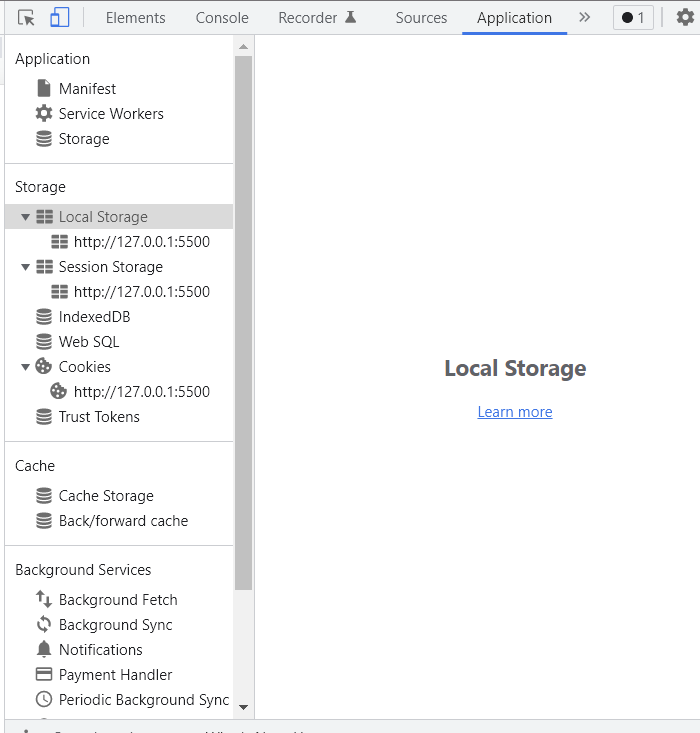 Elements Console Recorder Sources Application 1
Application
Manifest
Service Workers
Storage
Storage
Local Storage
http://127.0.0.1:5500
Session Storage
http://127.0.0.1:5500
IndexedDB
Web SQL
Cookies
http://127.0.0.1:5500
Trust Tokens
Cache
Cache Storage
Back/forward cache
Background Services
Background Fetch
Background Sync
Notifications
Payment Handler
Periodic Background Sync
Local Storage
Learn more